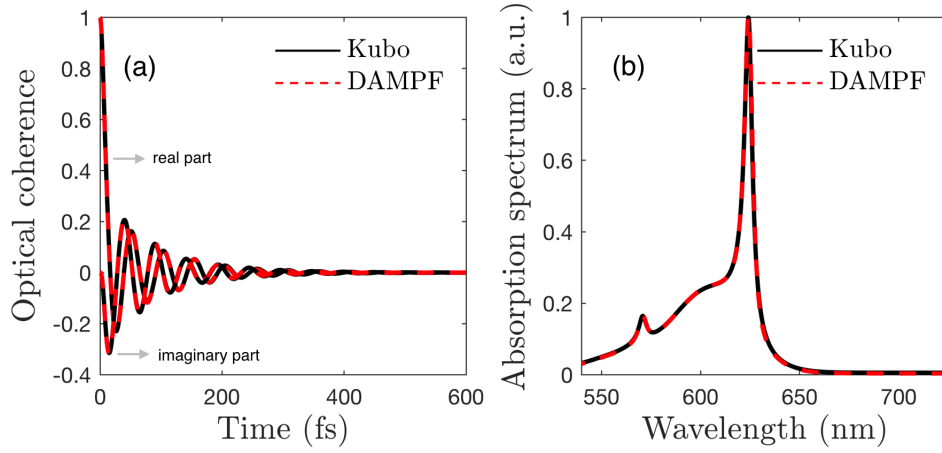 (a)
Kubo
DAMPF
real part
imaginary part
Optical coherence
1
0.8
0.6
0.4
0.2
0
-0.2
-0.4
0
200
400
600
Time (fs)
(b)
Kubo
DAMPF
Absorption spectrum (a.u.)
1
0.8
0.6
0.4
0.2
0
550
600
650
700
Wavelength (nm)